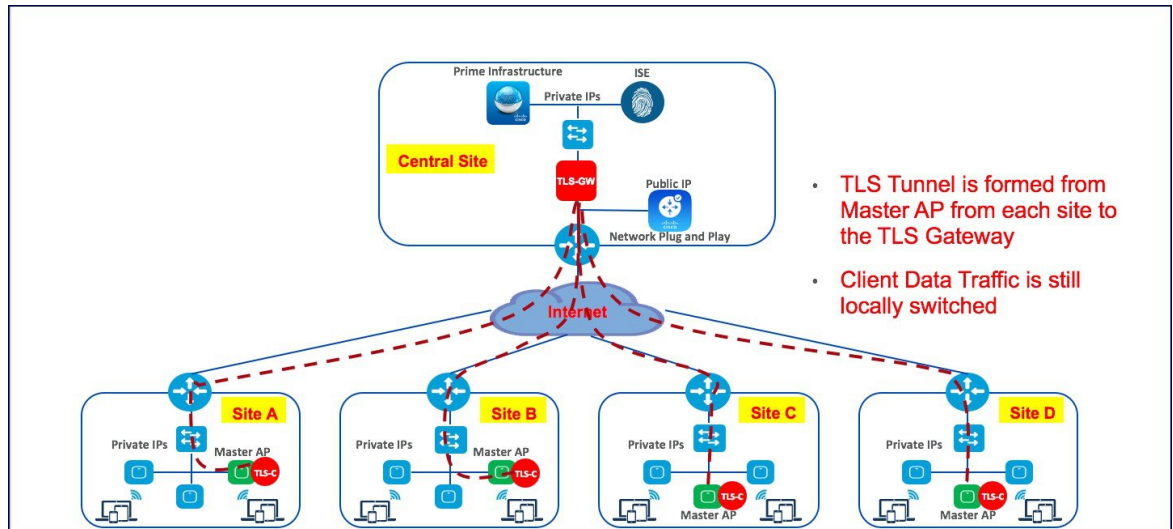 Prime Infrastructure
ISE
Private IPs
Central Site
TLS-GW
Public IP
Network Plug and Play
Internet
• TLS Tunnel is formed from
Master AP from each site to
the TLS Gateway
• Client Data Traffic is still
locally switched
Site A
Private IPs
Master AP
TLS-C
Site B
Private IPs
Master AP
TLS-C
Site C
Private IPs
TLS-C
Master AP
Site D
Private IPs
TLS-C
Master AP